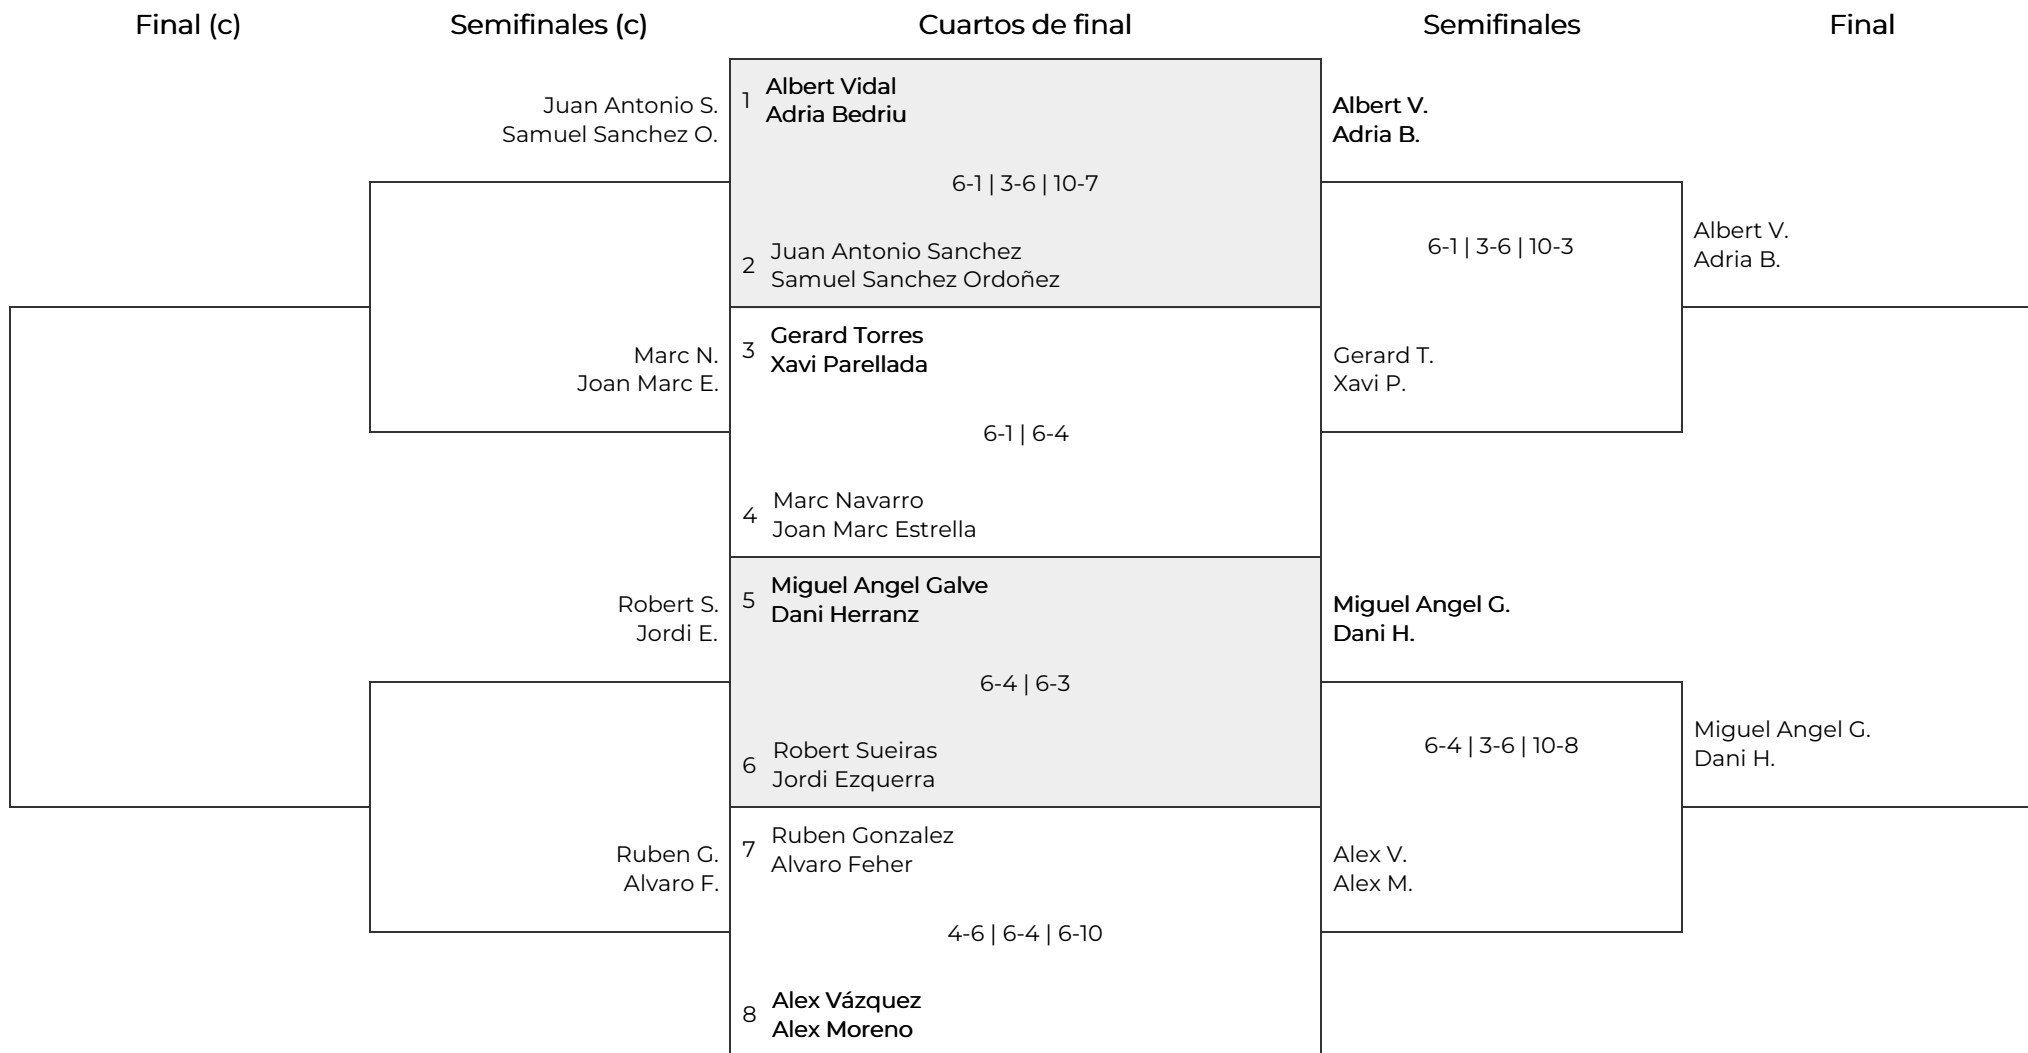 Final (c)
Semifinales (c)
Cuartos de final
Semifinales
Final
Juan Antonio S.
Samuel Sanchez O.
Marc N.
Joan Marc E.
Robert S.
Jordi E.
Ruben G.
Alvaro F.
1
Albert Vidal
Adria Bedriu
6-1 | 3-6 | 10-7
2
Juan Antonio Sanchez
Samuel Sanchez Ordoñez
3
Gerard Torres
Xavi Parellada
6-1 | 6-4
4
Marc Navarro
Joan Marc Estrella
5
Miguel Angel Galve
Dani Herranz
6-4 | 6-3
6
Robert Sueiras
Jordi Ezquerra
7
Ruben Gonzalez
Alvaro Feher
4-6 | 6-4 | 6-10
8
Alex Vázquez
Alex Moreno
Albert V.
Adria B.
6-1 | 3-6 | 10-3
Gerard T.
Xavi P.
Miguel Angel G.
Dani H.
6-4 | 3-6 | 10-8
Alex V.
Alex M.
Albert V.
Adria B.
Miguel Angel G.
Dani H.